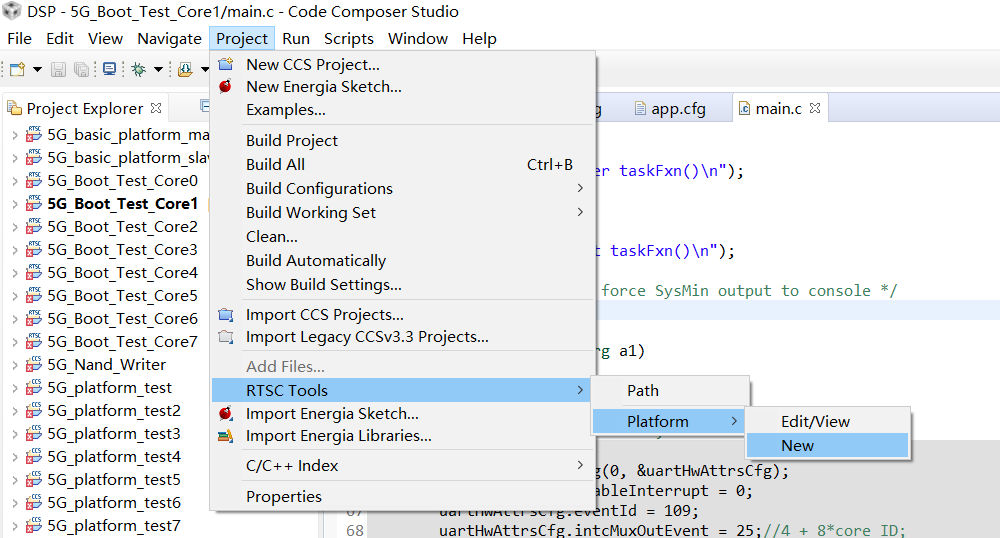 DSP - 5G_Boot_Test_Core1/main.c - Code Composer Studio
File Edit View Navigate Project Run Scripts Window Help
Project Explorer
app.cfg
main.c
5G_basic_platform_ma
5G_basic_platform_slav
5G_Boot_Test_Core0
5G_Boot_Test_Core1
5G_Boot_Test_Core2
5G_Boot_Test_Core3
5G_Boot_Test_Core4
5G_Boot_Test_Core5
5G_Boot_Test_Core6
5G_Boot_Test_Core7
5G_Nand_Writer
5G_platform_test
5G_platform_test2
5G_platform_test3
5G_platform_test4
5G_platform_test5
5G_platform_test6
5G_platform_test7
New CCS Project...
New Energia Sketch...
Examples...
Build Project
Build All Ctrl+B
Build Configurations
Build Working Set
Clean...
Build Automatically
Show Build Settings...
Import CCS Projects...
Import Legacy CCSv3.3 Projects...
Add Files...
RTSC Tools
Import Energia Sketch...
Import Energia Libraries...
C/C++ Index
Properties
Path
Platform
Edit/View
New
er taskFxn()\n");
t taskFxn()\n");
force SysMin output to console */
rg a1)
g(0, &uartHwAttrsCfg);
ableInterrupt = 0;
67 uartHwAttrsCfg.eventId = 109;
68 uartHwAttrsCfg.intcMuxOutEvent = 25;//4 + 8*core ID;